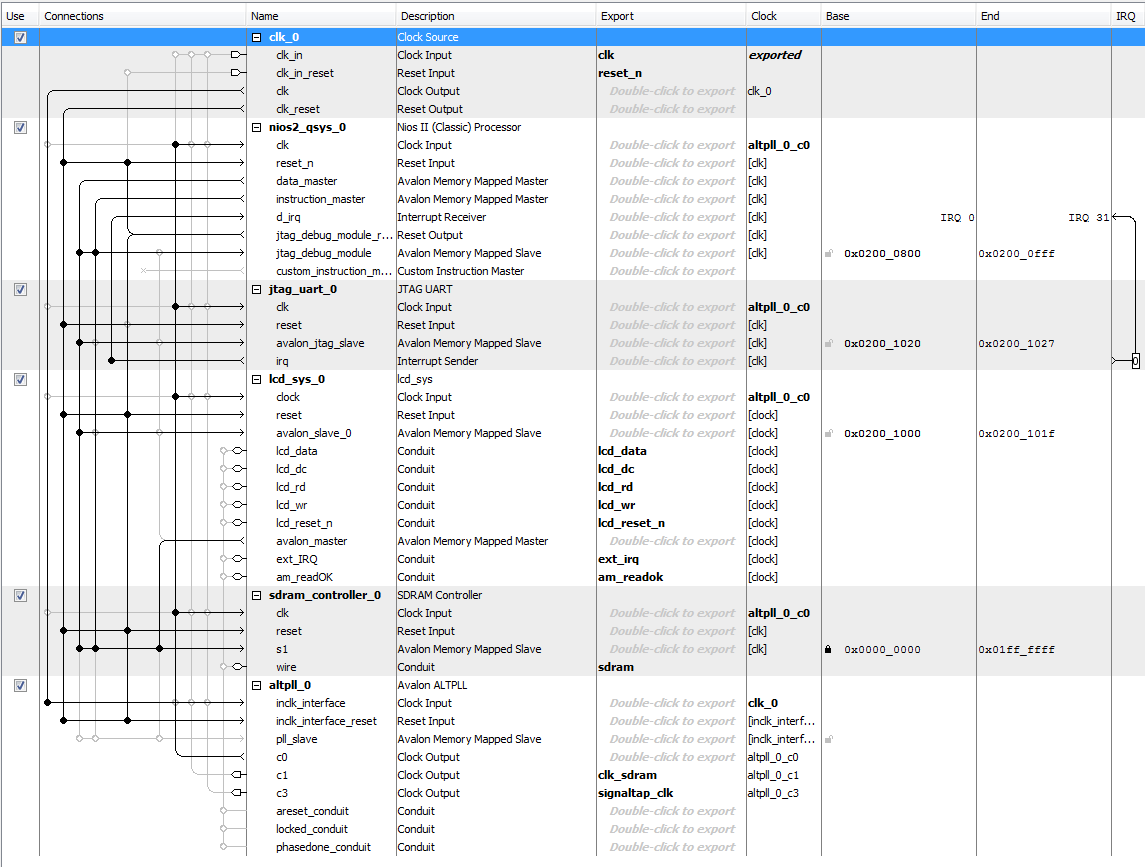 Use Connections Name Description Export Clock Base End IRQ
clk_0 Clock Source
clk_in Clock Input clk exported
clk_in_reset Reset Input reset_n
clk Clock Output Double-click to export clk_0
clk_reset Reset Output Double-click to export
nios2_qsys_0 Nios II (Classic) Processor
clk Clock Input Double-click to export altpll_0_c0
reset_n Reset Input Double-click to export [clk]
data_master Avalon Memory Mapped Master Double-click to export [clk]
instruction_master Avalon Memory Mapped Master Double-click to export [clk]
d_irq Interrupt Receiver Double-click to export [clk] IRQ 0 IRQ 31
jtag_debug_module_r... Reset Output Double-click to export [clk]
jtag_debug_module Avalon Memory Mapped Slave Double-click to export [clk] 0x0200_0800 0x0200_0fff
custom_instruction_m... Custom Instruction Master Double-click to export
jtag_uart_0 JTAG UART
clk Clock Input Double-click to export altpll_0_c0
reset Reset Input Double-click to export [clk]
avalon_jtag_slave Avalon Memory Mapped Slave Double-click to export [clk] 0x0200_1020 0x0200_1027
irq Interrupt Sender Double-click to export [clk] 0
lcd_sys_0 lcd_sys
clock Clock Input Double-click to export altpll_0_c0
reset Reset Input Double-click to export [clock]
avalon_slave_0 Avalon Memory Mapped Slave Double-click to export [clock] 0x0200_1000 0x0200_101f
lcd_data Conduit lcd_data [clock]
lcd_dc Conduit lcd_dc [clock]
lcd_rd Conduit lcd_rd [clock]
lcd_wr Conduit lcd_wr [clock]
lcd_reset_n Conduit lcd_reset_n [clock]
avalon_master Avalon Memory Mapped Master Double-click to export [clock]
ext_IRQ Conduit ext_irq [clock]
am_readOK Conduit am_readok [clock]
sdram_controller_0 SDRAM Controller
clk Clock Input Double-click to export altpll_0_c0
reset Reset Input Double-click to export [clk]
s1 Avalon Memory Mapped Slave Double-click to export [clk] 0x0000_0000 0x01ff_ffff
wire Conduit sdram
altpll_0 Avalon ALTPLL
inclk_interface Clock Input Double-click to export clk_0
inclk_interface_reset Reset Input Double-click to export [inclk_interf...
pll_slave Avalon Memory Mapped Slave Double-click to export [inclk_interf...
c0 Clock Output Double-click to export altpll_0_c0
c1 Clock Output clk_sdram altpll_0_c1
c3 Clock Output signaltap_clk altpll_0_c3
areset_conduit Conduit Double-click to export
locked_conduit Conduit Double-click to export
phasedone_conduit Conduit Double-click to export